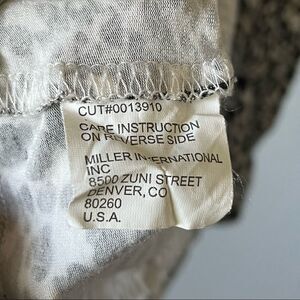 CUT#0013910
CARE INSTRUCTION
ON REVERSE SIDE
MILLER INTERNATIONAL
INC
8500 ZUNI STREET
DENVER, CO
80260
U.S.A.